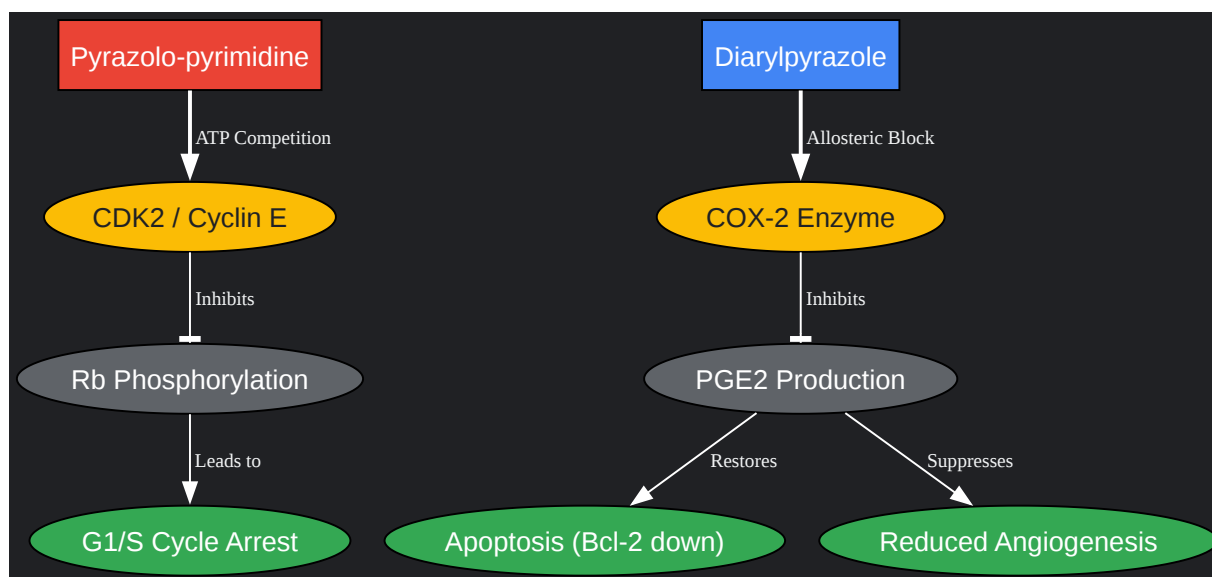 Pyrazolo-pyrimidine
Diarylpyrazole
ATP Competition
Allosteric Block
CDK2 / Cyclin E
COX-2 Enzyme
Inhibits
Inhibits
Rb Phosphorylation
PGE2 Production
Leads to
Restores
Suppresses
G1/S Cycle Arrest
Apoptosis (Bcl-2 down)
Reduced Angiogenesis